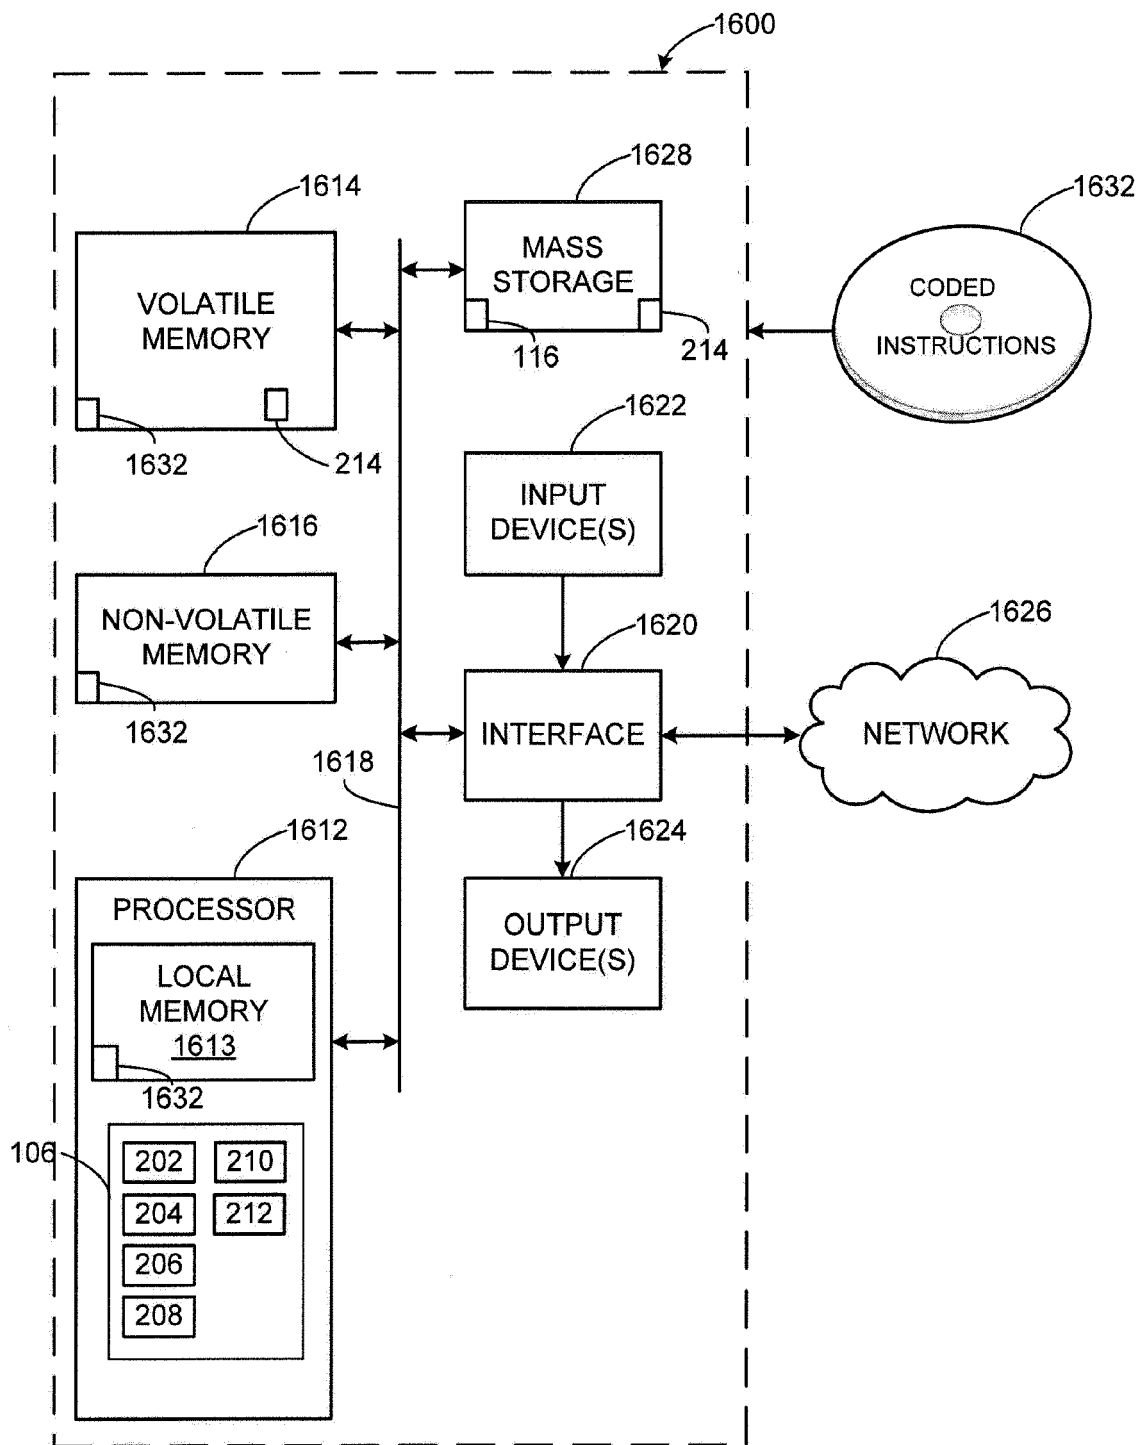 1600
1628
1614
1632
MASS
STORAGE
VOLATILE
MEMORY
CODED
INSTRUCTIONS
116
214
1632
214
1622
INPUT
DEVICE(S)
1616
NON-VOLATILE
MEMORY
1632
1620
1626
INTERFACE
NETWORK
1618
1612
1624
PROCESSOR
OUTPUT
DEVICE(S)
LOCAL
MEMORY
1613
1632
106
202
210
204
212
206
208